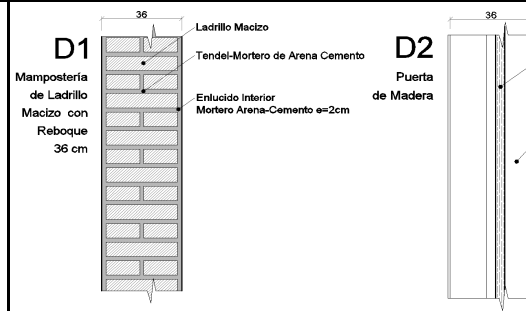 36
D1
Mampostería
de Ladrillo
Macizo con
Reboque
36 cm
Ladrillo Macizo
Tendel-Mortero de Arena Cemento
Enlucido Interior
Mortero Arena-Cemento e=2cm
36
D2
Puerta
de Madera